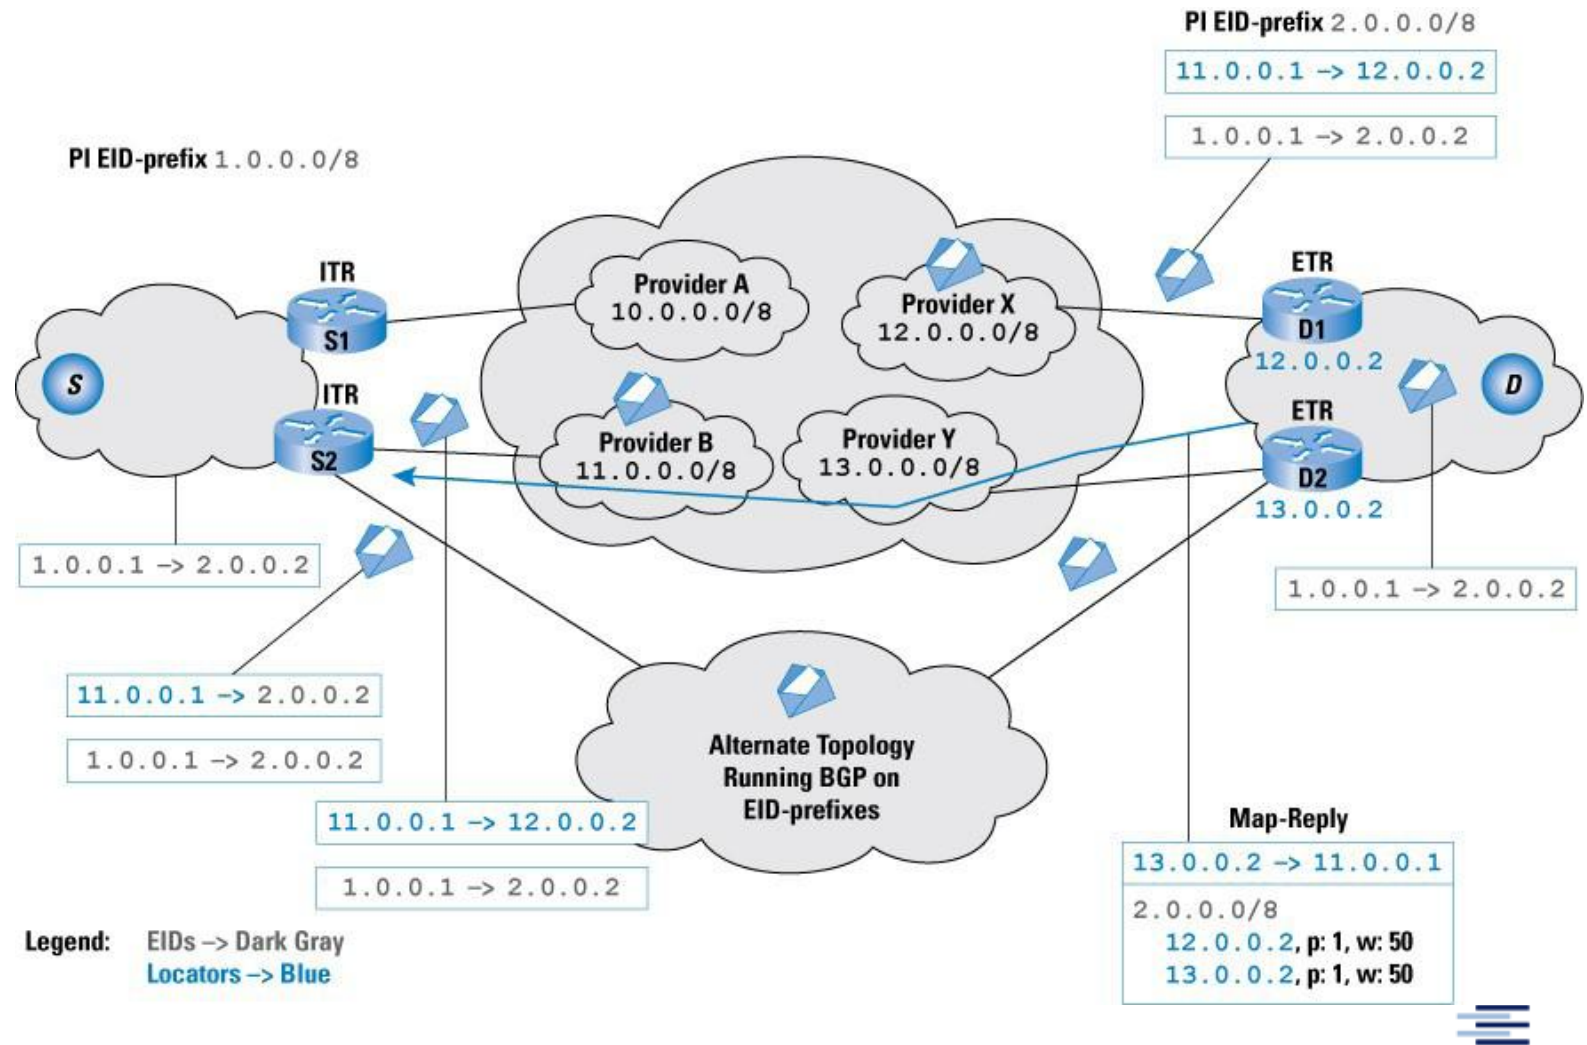 PI EID-prefix 2.0.0.0/8
11.0.0.1 –> 12.0.0.2
1.0.0.1 –> 2.0.0.2
PI EID-prefix 1.0.0.0/8
ITR
S1
S
ITR
S2
Provider A
10.0.0.0/8
Provider X
12.0.0.0/8
Provider B
11.0.0.0/8
Provider Y
13.0.0.0/8
ETR
D1
12.0.0.2
D
ETR
D2
13.0.0.2
1.0.0.1 –> 2.0.0.2
1.0.0.1 –> 2.0.0.2
11.0.0.1 –> 2.0.0.2
1.0.0.1 –> 2.0.0.2
11.0.0.1 –> 12.0.0.2
1.0.0.1 –> 2.0.0.2
Alternate Topology
Running BGP on
EID-prefixes
Map-Reply
13.0.0.2 –> 11.0.0.1
2.0.0.0/8
12.0.0.2, p: 1, w: 50
13.0.0.2, p: 1, w: 50
Legend: EIDs –> Dark Gray
Locators –> Blue